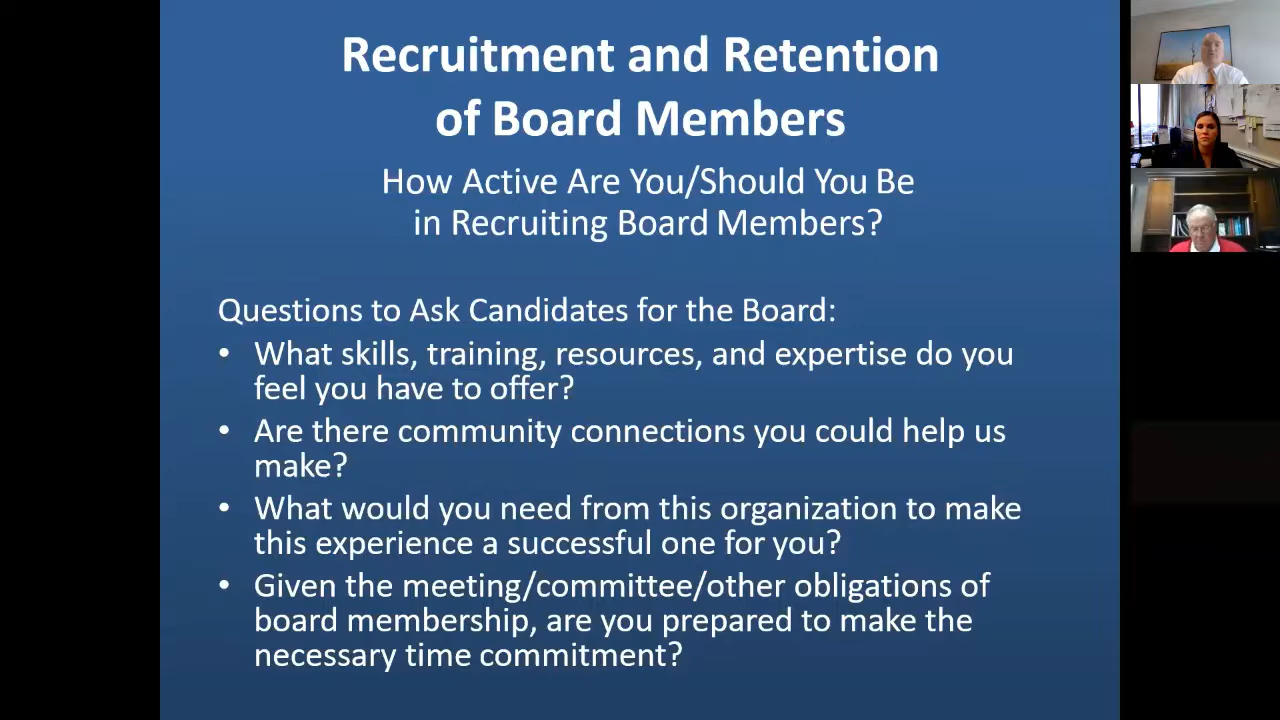 Recruitment and Retention
of Board Members
How Active Are You/Should You Be
in Recruiting Board Members?
Questions to Ask Candidates for the Board:
• What skills, training, resources, and expertise do you
feel you have to offer?
• Are there community connections you could help us
make?
• What would you need from this organization to make
this experience a successful one for you?
• Given the meeting/committee/other obligations of
board membership, are you prepared to make the
necessary time commitment?